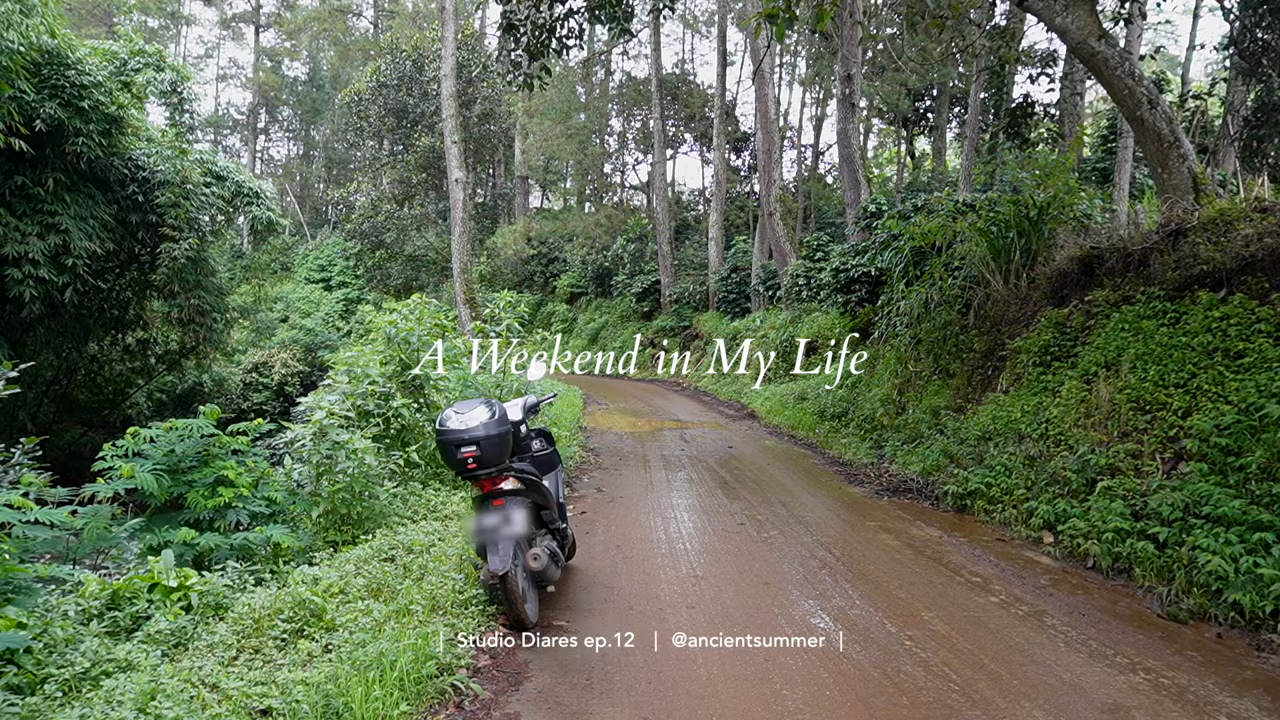 A Weekend in My Life
| Studio Diares ep.12 | @ancientsummer |